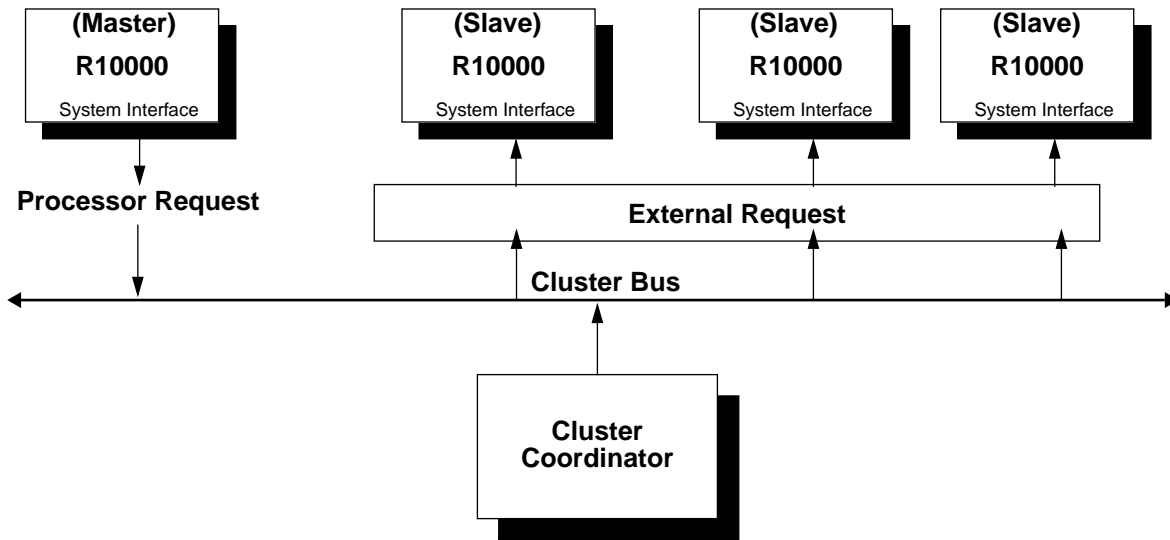 (Master)
R10000
System Interface
(Slave)
R10000
System Interface
(Slave)
R10000
System Interface
(Slave)
R10000
System Interface
Processor Request
External Request
Cluster Bus
Cluster
Coordinator